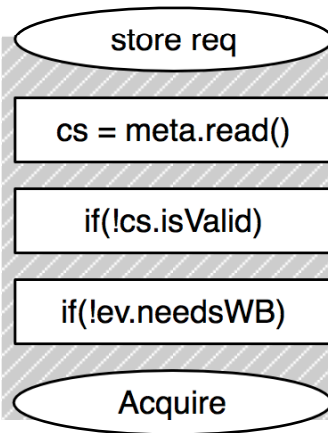 store req
cs = meta.read()
if(!cs.isValid)
if(!ev.needsWB)
Acquire